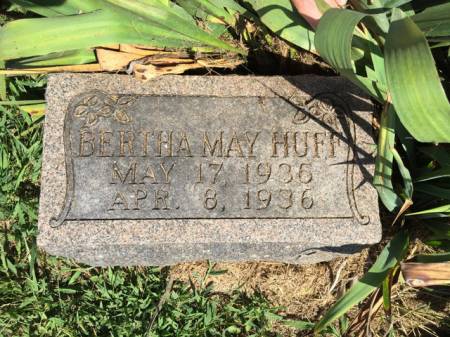 BERTHA MAY HUFF
MAY 17, 1936
APR. 8, 1936